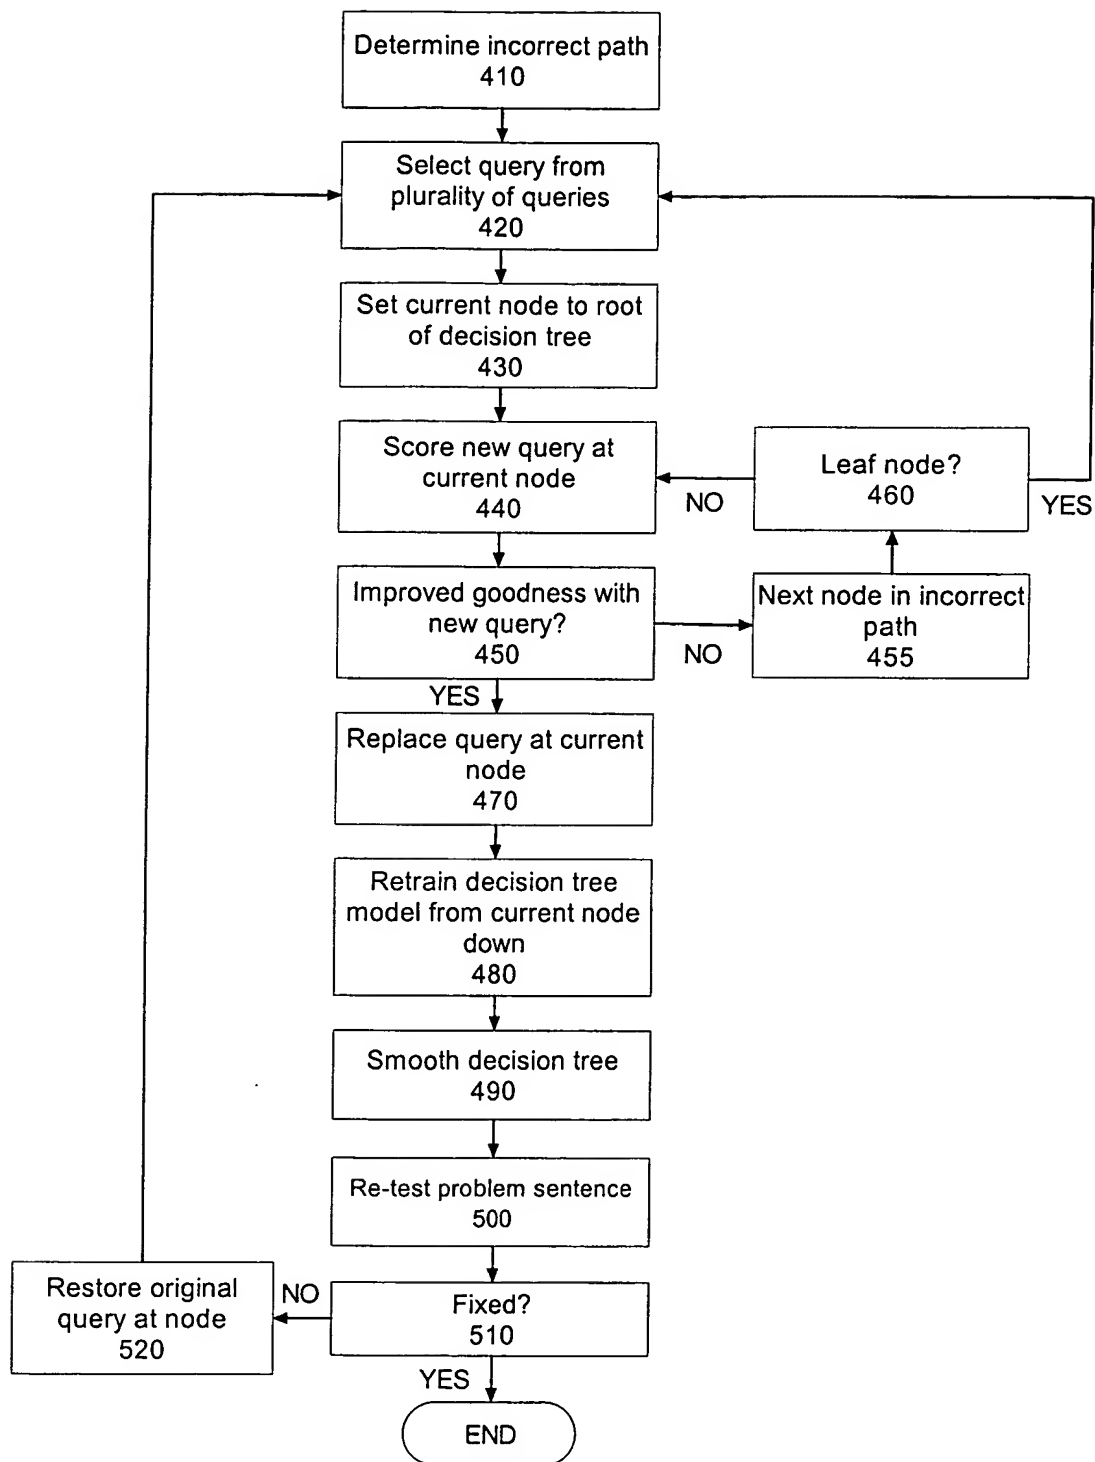 Determine incorrect path
410
Select query from
plurality of queries
420
Set current node to root
of decision tree
430
Score new query at
current node
440
Leaf node?
460
NO
YES
Improved goodness with
new query?
450
NO
Next node in incorrect
path
455
YES
Replace query at current
node
470
Retrain decision tree
model from current node
down
480
Smooth decision tree
490
Re-test problem sentence
500
Fixed?
510
NO
Restore original
query at node
520
YES
END